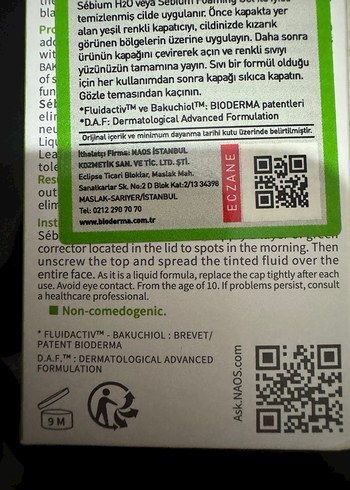 Sébium H2O veya Sébium Foaming Gel ile iyice
temizlenmiş cilde uygulanır. Önce kapakta yer
alan yeşil renkli kapatıcıyı, cildinizde kızarık
görünen bölgelerin üzerine uygulayın. Daha sonra
ürünün kapağını çevirerek açın ve renkli sıvıyı
yüzünüzün tamamına yayın. Sıvı bir formül olduğu
için her kullanımdan sonra kapağı sıkıca kapatın.
Gözle temasından kaçının.
*Fluidactiv™ ve Bakuchiol™: BIODERMA patentleri
*D.A.F: Dermatological Advanced Formulation
Orijinal içerik ve minimum dayanma tarihi kutu üzerinde belirtilmiştir.
İthalatçı Firma: NAOS İSTANBUL
KOZMETİK SAN. VE TİC. LTD. ŞTİ.
Eclipse Ticari Bloklar, Maslak Mah.
Sanatkarlar Sk. No:2 D Blok Kat:2/13 34398
MASLAK-SARIYER/İSTANBUL
Tel: 0212 290 70 70
www.bioderma.com.tr
ECZANE
corrector located in the lid to spots in the morning. Then
unscrew the top and spread the tinted fluid over the
entire face. As it is a liquid formula, replace the cap tightly after each
use. Avoid eye contact. From the age of 10. If problems persist, consult
a healthcare professional.
Non-comedogenic.
* FLUIDACTIV™ - BAKUCHIOL : BREVET/
PATENT BIODERMA
D.A.F.™ : DERMATOLOGICAL ADVANCED
FORMULATION
9 M
Ask.NAOS.com